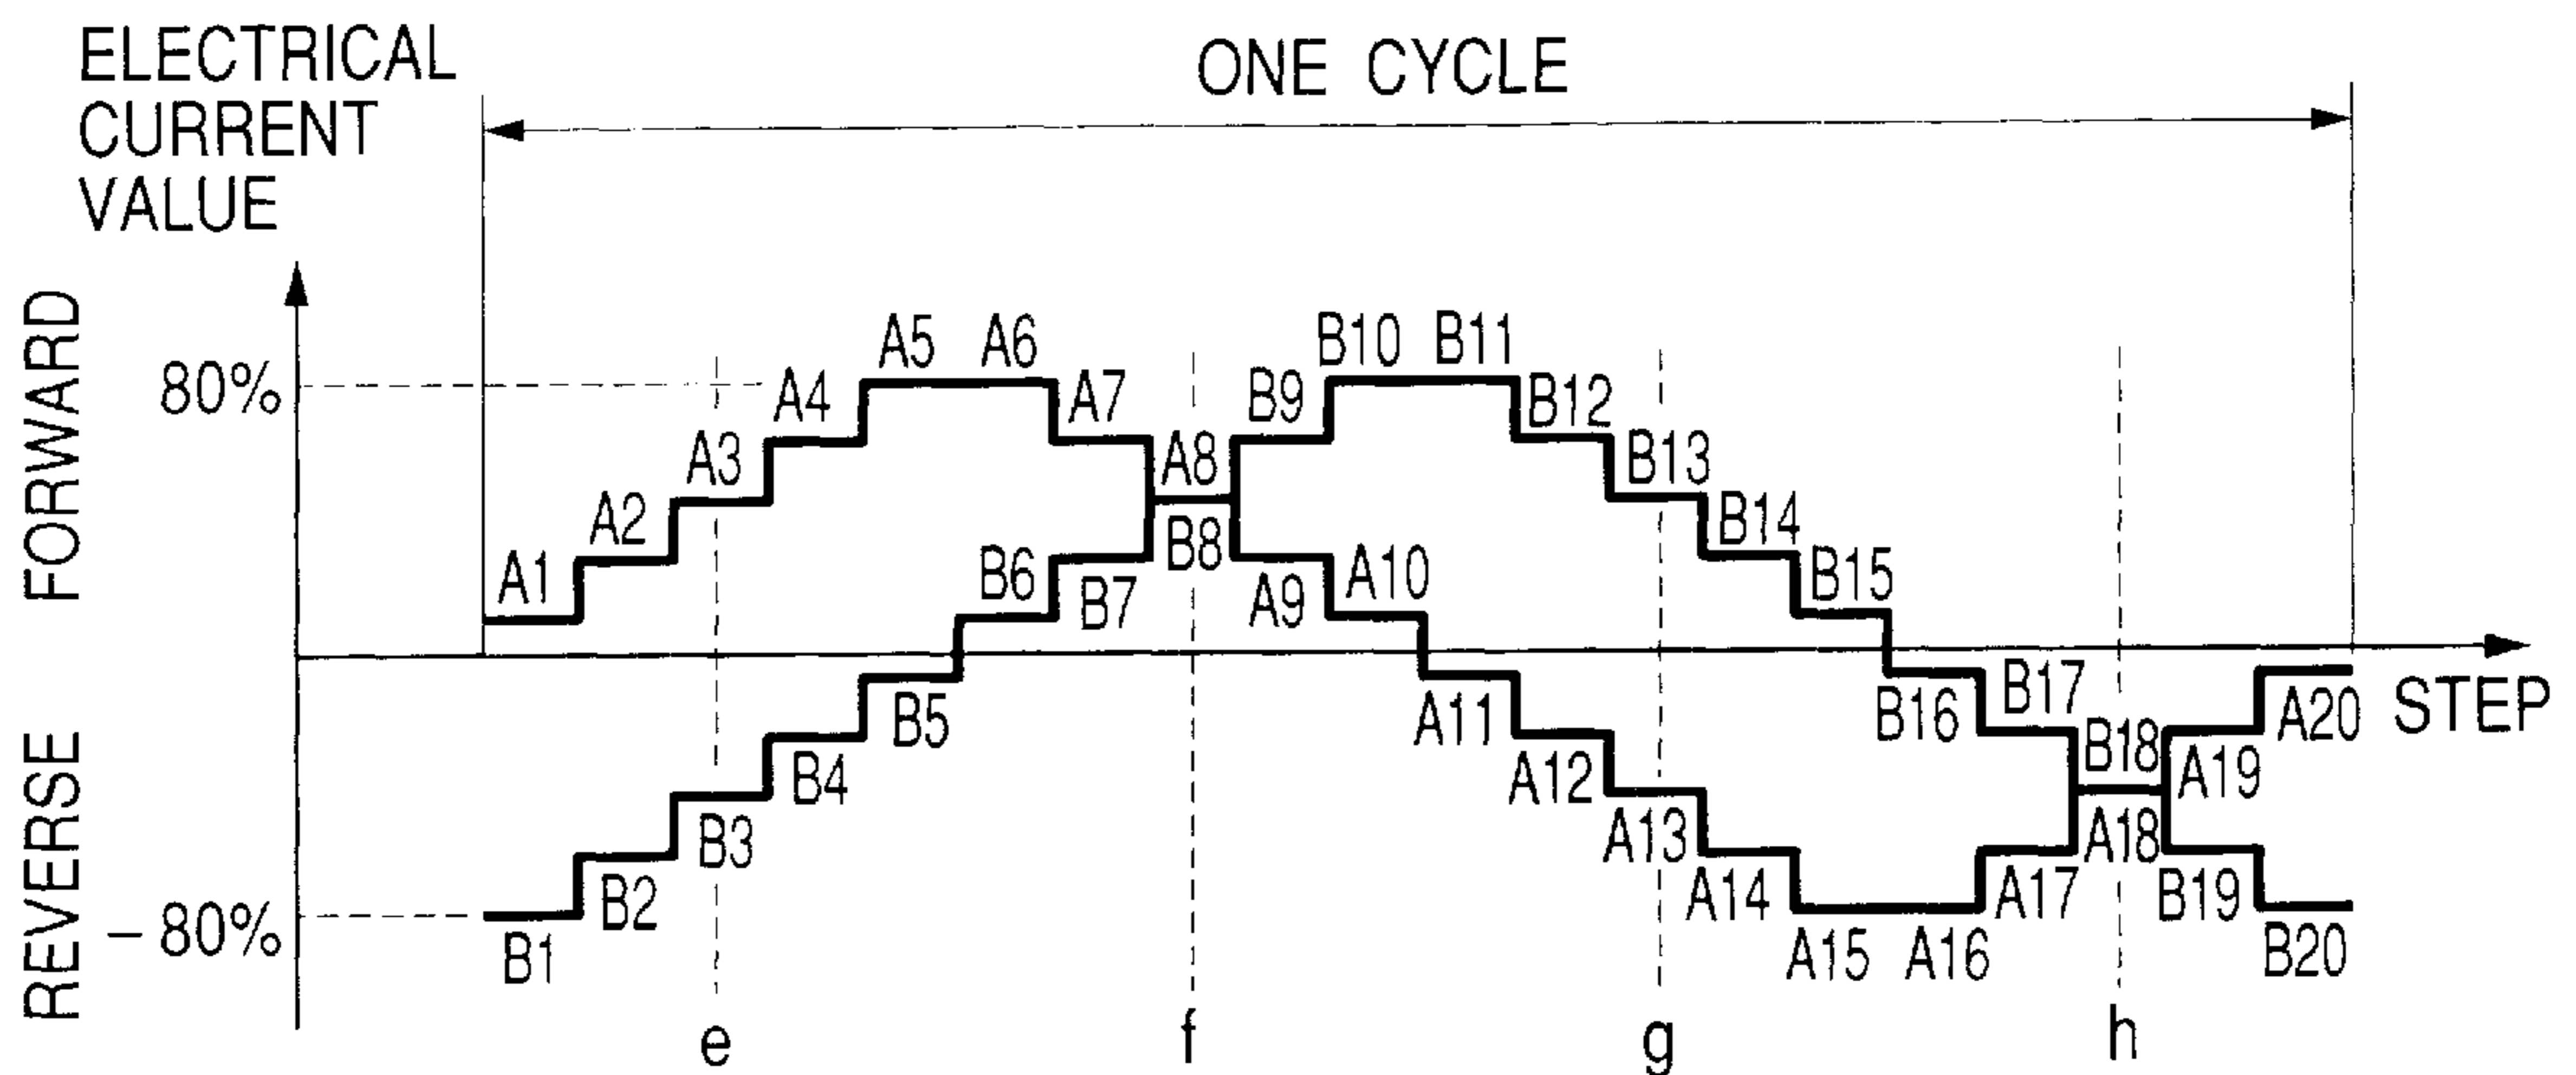 ELECTRICAL
CURRENT
VALUE
ONE CYCLE
FORWARD
REVERSE
80%
– 80%
A1
A2
A3
A4
A5
A6
A7
A8
B9
B10
B11
B12
B13
B14
B15
B1
B2
B3
B4
B5
B6
B7
B8
A9
A10
A11
A12
A13
A14
A15
A16
A17
A18
B16
B17
B18
A19
A20
B19
B20
STEP
e
f
g
h